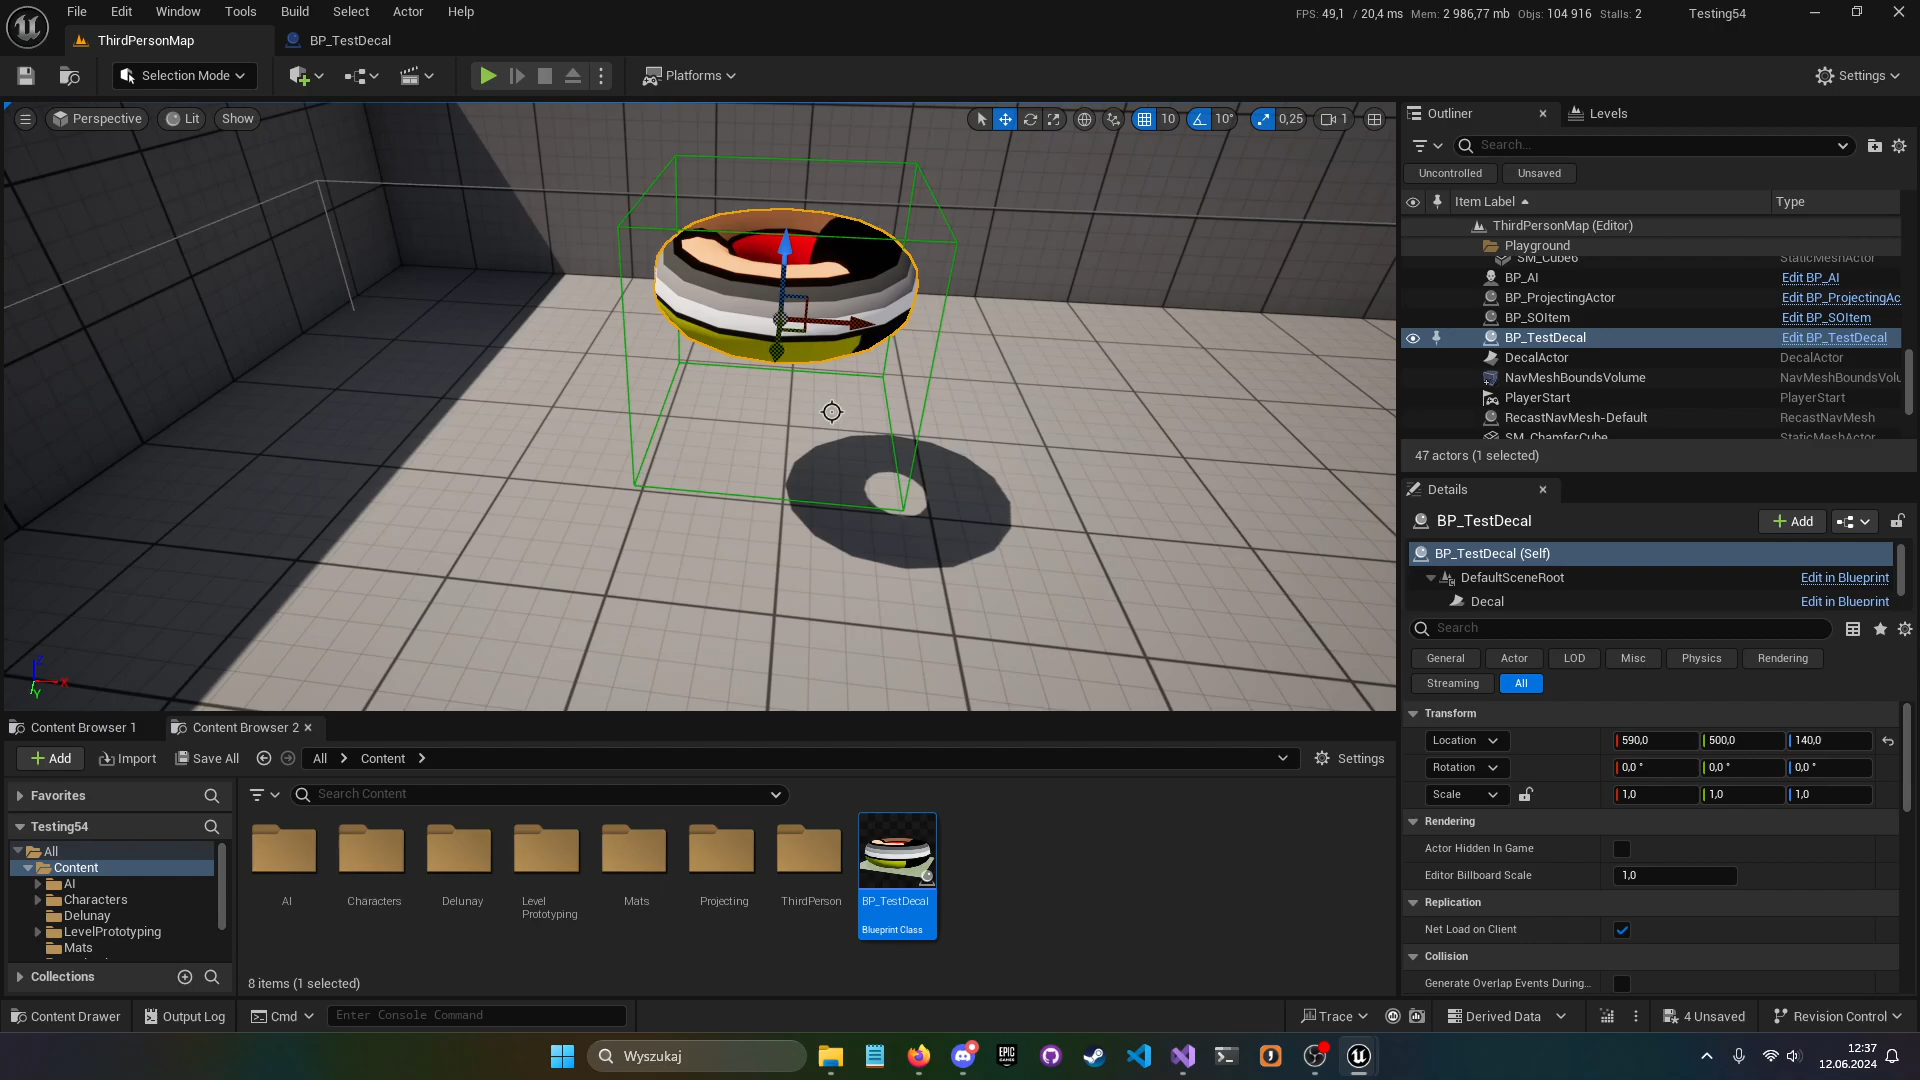 File Edit Window Tools Build Select Actor Help
FPS: 49,1 / 20,4 ms Mem: 2 986,77 mb Objs: 104 916 Stalls: 2 Testing54
ThirdPersonMap
BP_TestDecal
Selection Mode
Platforms
Settings
Perspective Lit Show
10 10° 0,25 1
Outliner
Levels
Search...
Uncontrolled
Unsaved
Item Label Type
ThirdPersonMap (Editor)
Playground
SM_Cube6 StaticMeshActor
BP_AI Edit BP_AI
BP_ProjectingActor Edit BP_ProjectingAc
BP_SOItem Edit BP_SOItem
BP_TestDecal Edit BP_TestDecal
DecalActor DecalActor
NavMeshBoundsVolume NavMeshBoundsVolu
PlayerStart PlayerStart
RecastNavMesh-Default RecastNavMesh
SM_ChamferCube StaticMeshActor
47 actors (1 selected)
Details
BP_TestDecal
Add
BP_TestDecal (Self)
DefaultSceneRoot Edit in Blueprint
Decal Edit in Blueprint
Search
General Actor LOD Misc Physics Rendering
Streaming All
Transform
Location 590,0 500,0 140,0
Rotation 0,0 ° 0,0 ° 0,0 °
Scale 1,0 1,0 1,0
Rendering
Actor Hidden In Game
Editor Billboard Scale 1,0
Replication
Net Load on Client
Collision
Generate Overlap Events During...
Z X Y
Content Browser 1
Content Browser 2
Add Import Save All All Content Settings
Favorites
Search Content
Testing54
All
Content
AI
Characters
Delunay
LevelPrototyping
Mats
Collections
AI
Characters
Delunay
Level
Prototyping
Mats
Projecting
ThirdPerson
BP_TestDecal
Blueprint Class
8 items (1 selected)
Content Drawer Output Log Cmd Enter Console Command
Trace Derived Data 4 Unsaved Revision Control
Wyszukaj
EPIC
GAMES
12:37
12.06.2024